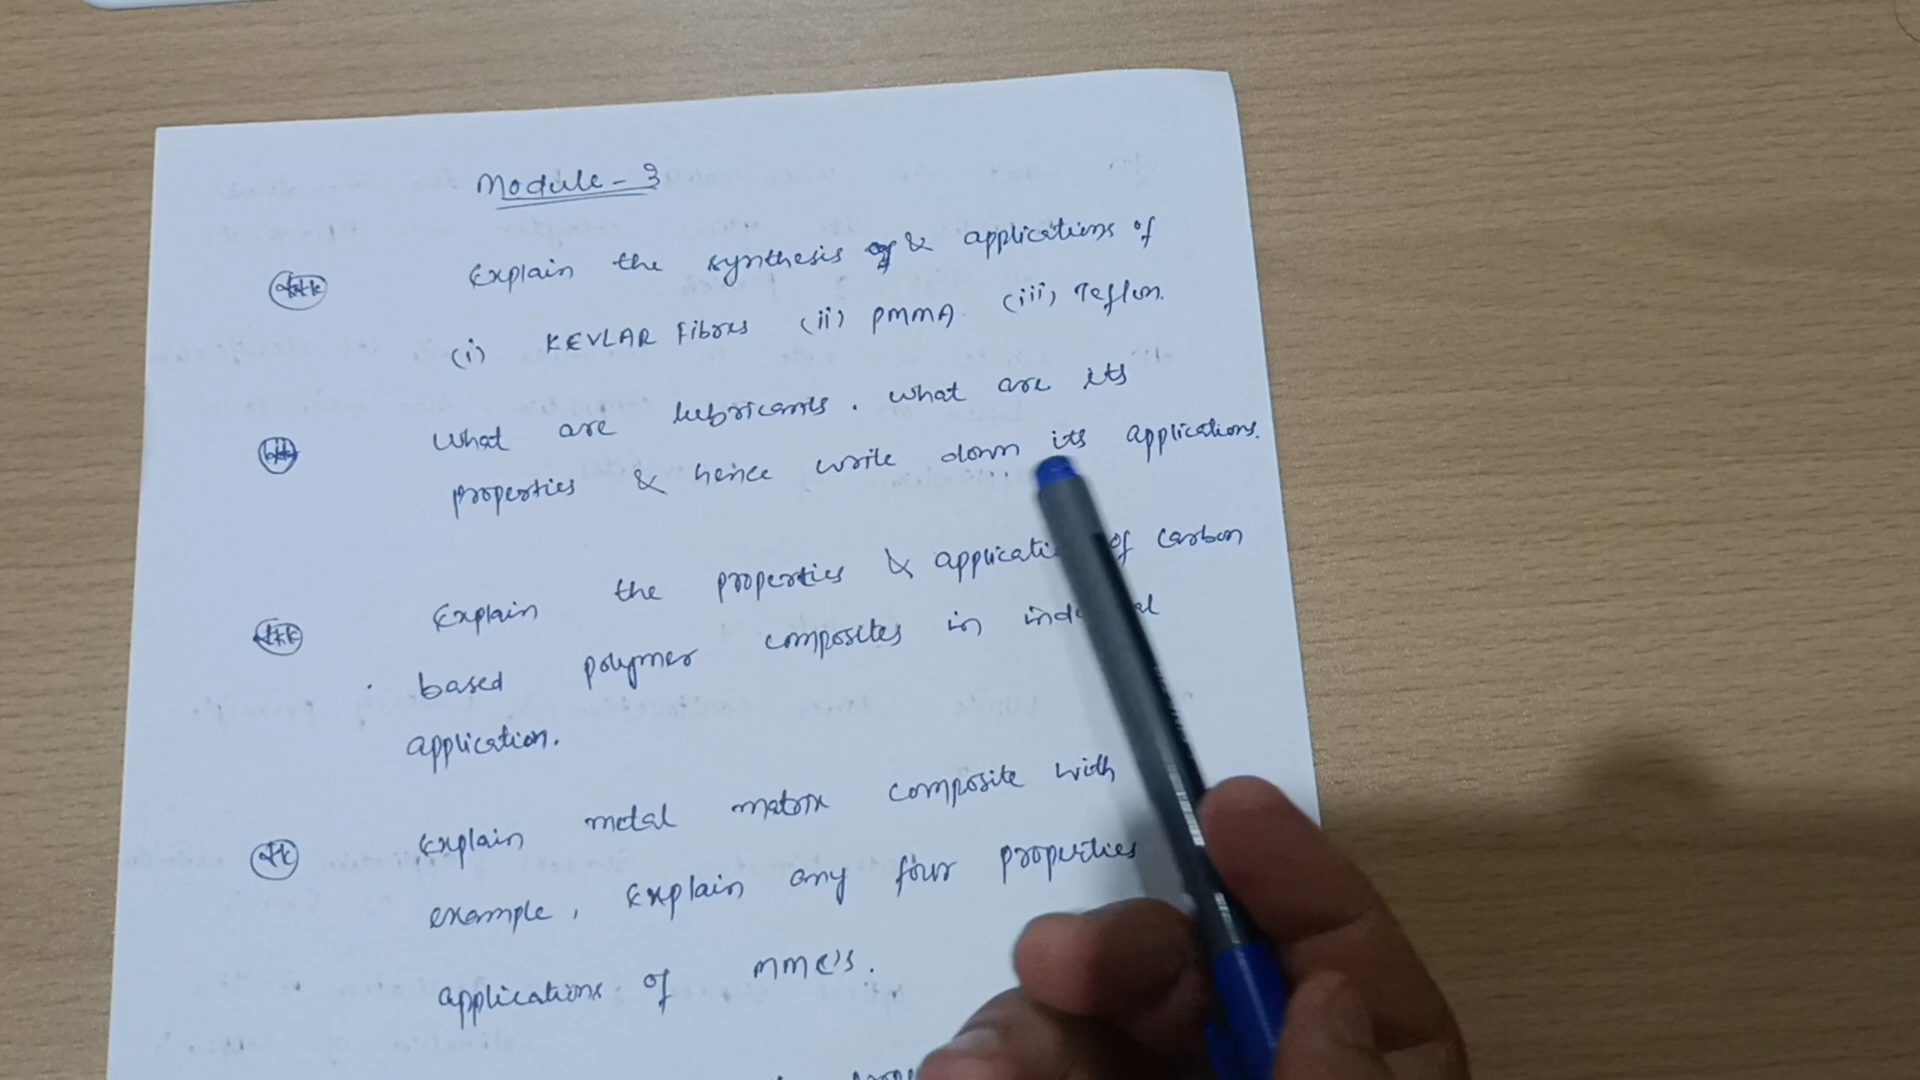 Module - 3
Explain the synthesis & applications of
(i) KEVLAR Fibres (ii) PMMA. (iii) Teflon.
What are lubricants. What are its
properties & hence write down its applications.
Explain the properties & of carbon
based polymer composites in
application.
Explain metal matrix composite with
example, Explain any four properties
applications of MMC's.